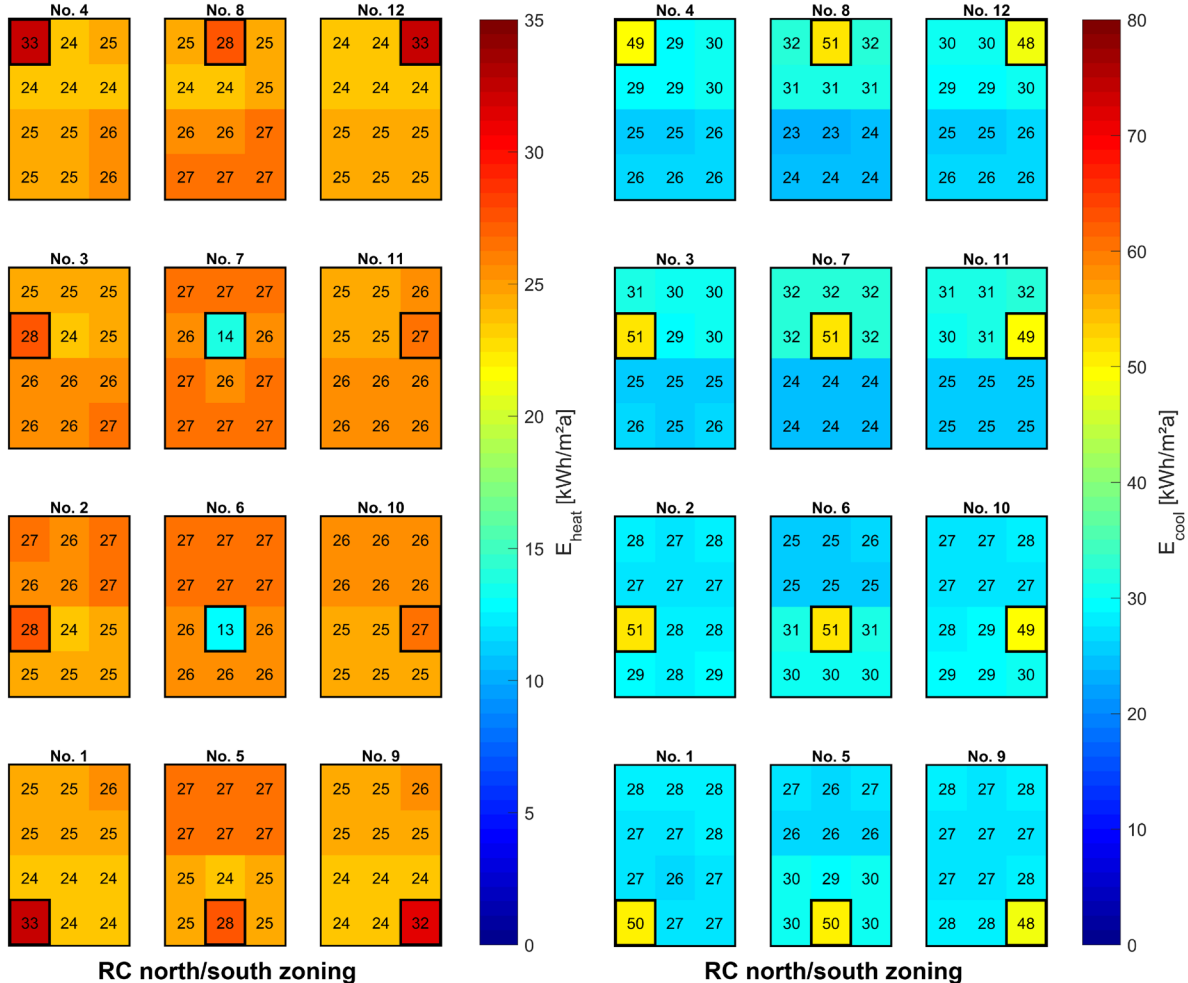 No. 4 No. 8 No. 12 35 No. 4 No. 8 No. 12 80
33 24 25 25 28 25 24 24 33 49 29 30 32 51 32 30 30 48
24 24 24 24 24 25 24 24 24 29 29 30 31 31 31 29 29 30
70
25 25 26 26 26 27 25 25 25 30 25 25 26 23 23 24 25 25 26
25 25 26 27 27 27 25 25 25 26 26 26 24 24 24 26 26 26
60
No. 3 No. 7 No. 11 25 No. 3 No. 7 No. 11
25 25 25 27 27 27 25 25 26 31 30 30 32 32 32 31 31 32
28 24 25 26 14 26 25 25 27 51 29 30 32 51 32 30 31 49
50
26 26 26 27 26 27 26 26 26 25 25 25 24 24 24 25 25 25
20
26 26 27 27 27 27 26 26 26 26 25 26 24 24 24 25 25 25
40
E_heat [kWh/m²a] E_cool [kWh/m²a]
No. 2 No. 6 No. 10 No. 2 No. 6 No. 10
27 26 27 27 27 27 26 26 26 15 28 27 28 25 25 26 27 27 28
26 26 27 27 27 27 26 26 26 27 27 27 25 25 25 27 27 27
30
28 24 25 26 13 26 25 25 27 51 28 28 31 51 31 28 29 49
25 25 25 26 26 26 25 25 25 10 29 28 29 30 30 30 30 30 30
20
No. 1 No. 5 No. 9 No. 1 No. 5 No. 9
25 25 26 27 27 27 25 25 26 28 28 28 27 26 27 28 27 28
5
25 25 25 27 27 27 25 25 25 27 27 28 26 26 26 27 27 27
10
24 24 24 25 24 25 24 24 24 27 26 27 30 29 30 27 27 28
33 24 24 25 28 25 24 24 32 50 27 27 30 50 30 28 28 48
0 0
RC north/south zoning RC north/south zoning